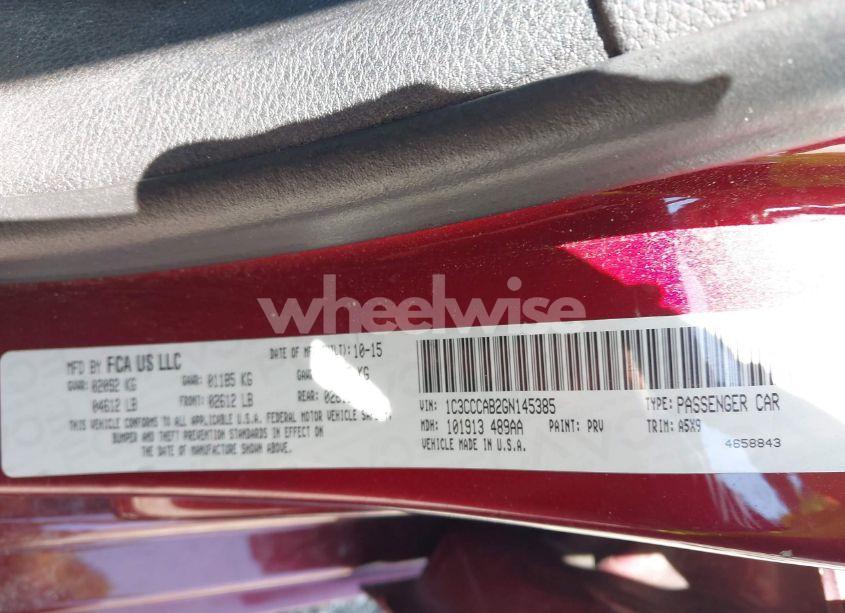 wheelwise
MFD BY FCA US LLC
DATE OF MFR(LT): 10-15
GVWR: 02092 KG
GAWR: 01185 KG
GAWR KG
04612 LB
FRONT: 02612 LB
REAR:
THIS VEHICLE CONFORMS TO ALL APPLICABLE U.S.A. FEDERAL MOTOR VEHICLE SAFETY
BUMPER AND THEFT PREVENTION STANDARDS IN EFFECT ON
THE DATE OF MANUFACTURE SHOWN ABOVE.
VIN: 1C3CCCAB2GN145385
TYPE: PASSENGER CAR
MDH: 101913 489AA
PAINT: PRV
TRIM: A5X9
VEHICLE MADE IN U.S.A.
4658843